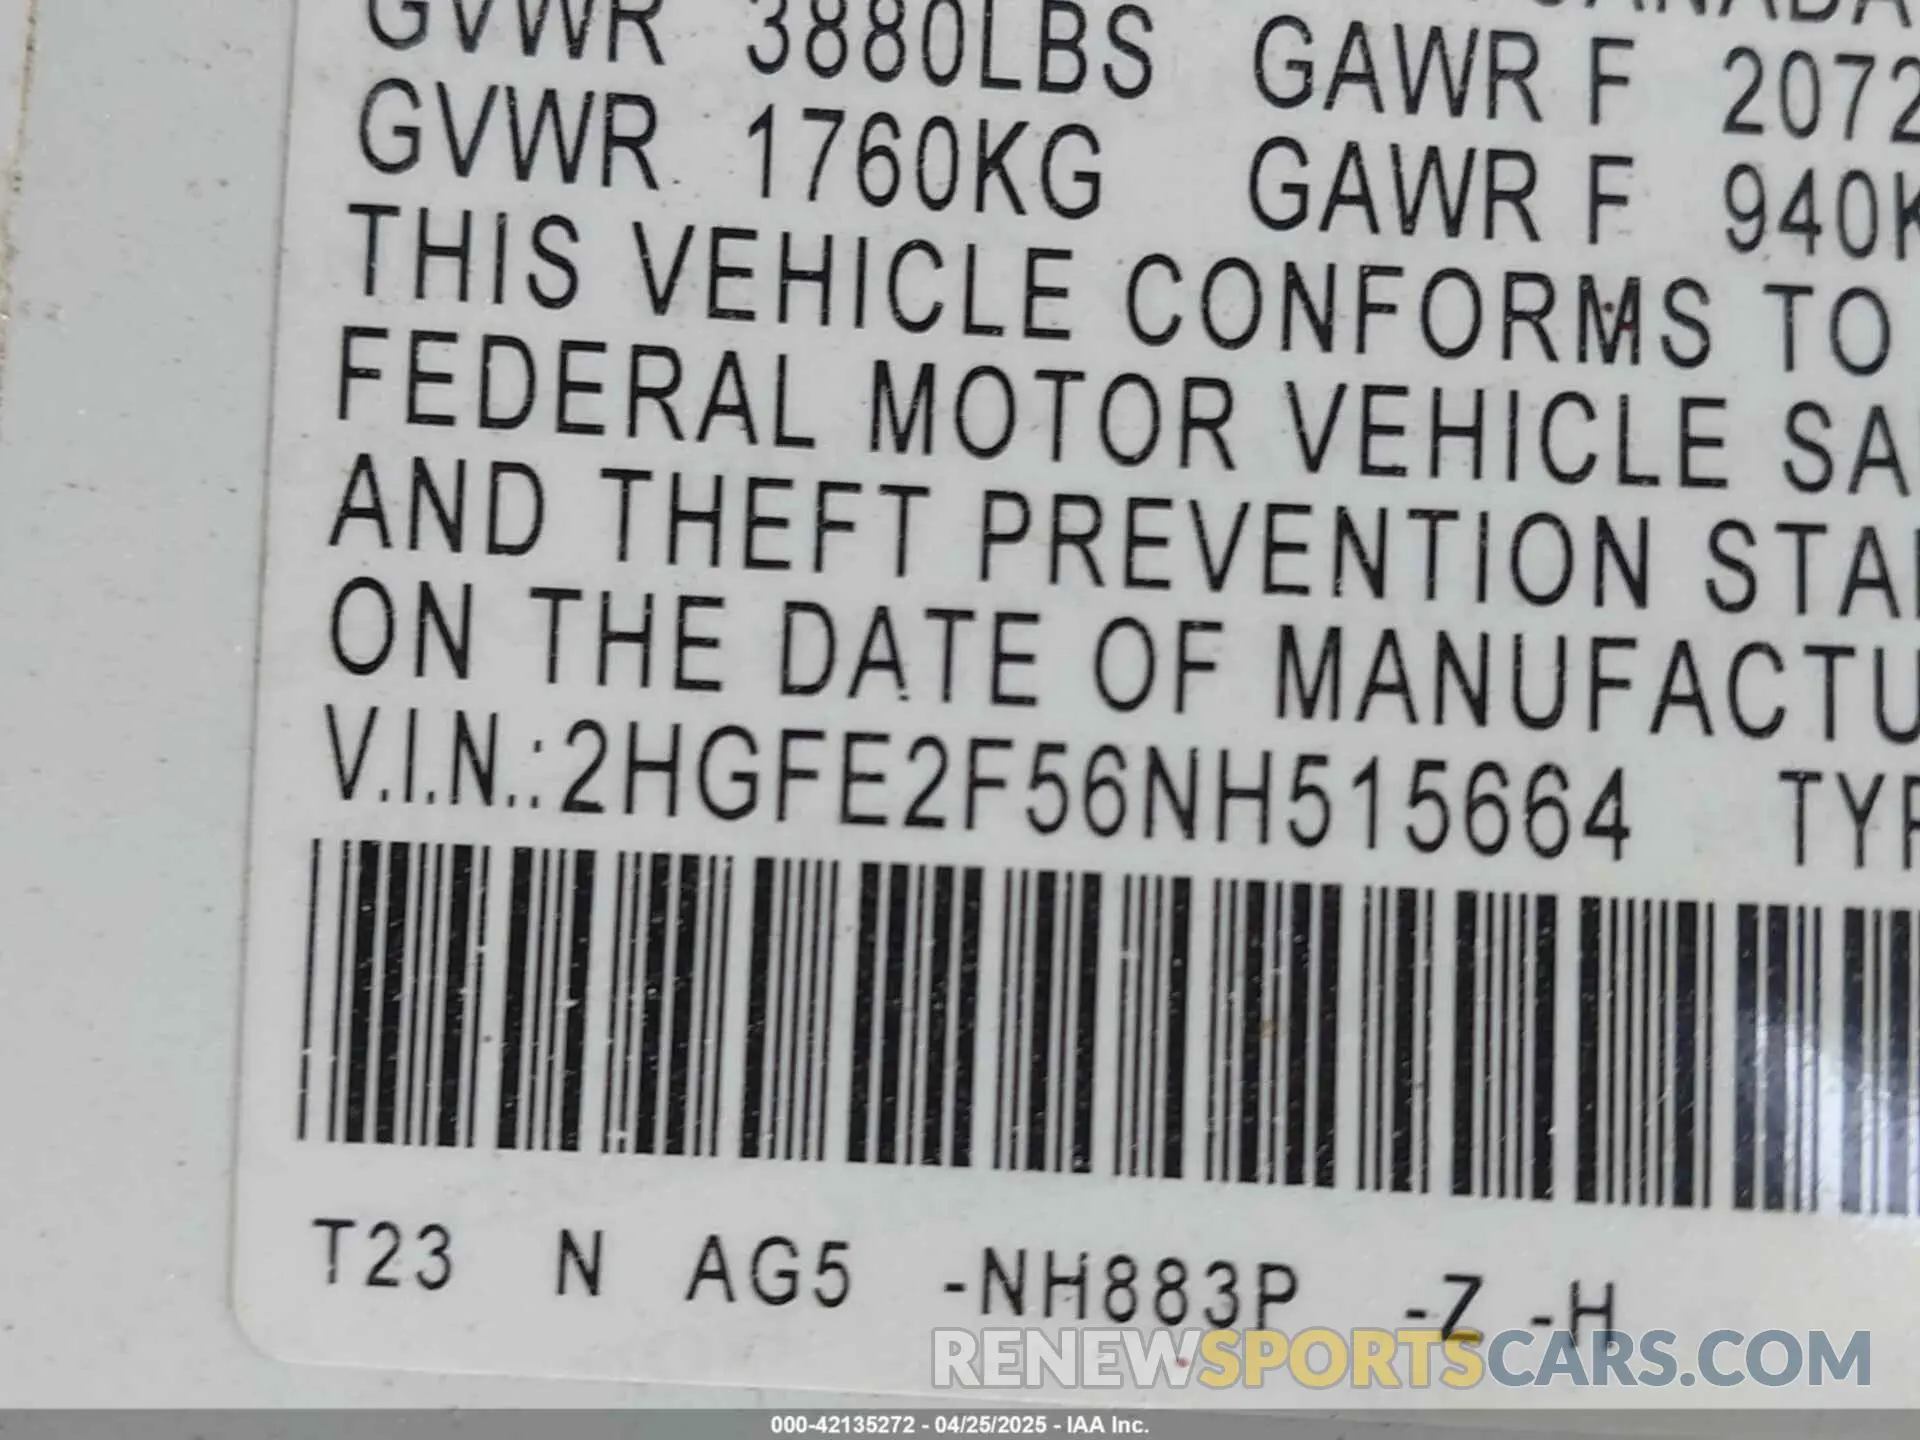 GVWR 3880LBS GAWR F 2072
GVWR 1760KG GAWR F 940K
THIS VEHICLE CONFORMS TO
FEDERAL MOTOR VEHICLE SA
AND THEFT PREVENTION STA
ON THE DATE OF MANUFACTU
V.I.N.:2HGFE2F56NH515664 TYP
T23 N AG5 -NH883P -Z -H
RENEWSPORTSCARS.COM
000-42135272 - 04/25/2025 - IAA Inc.